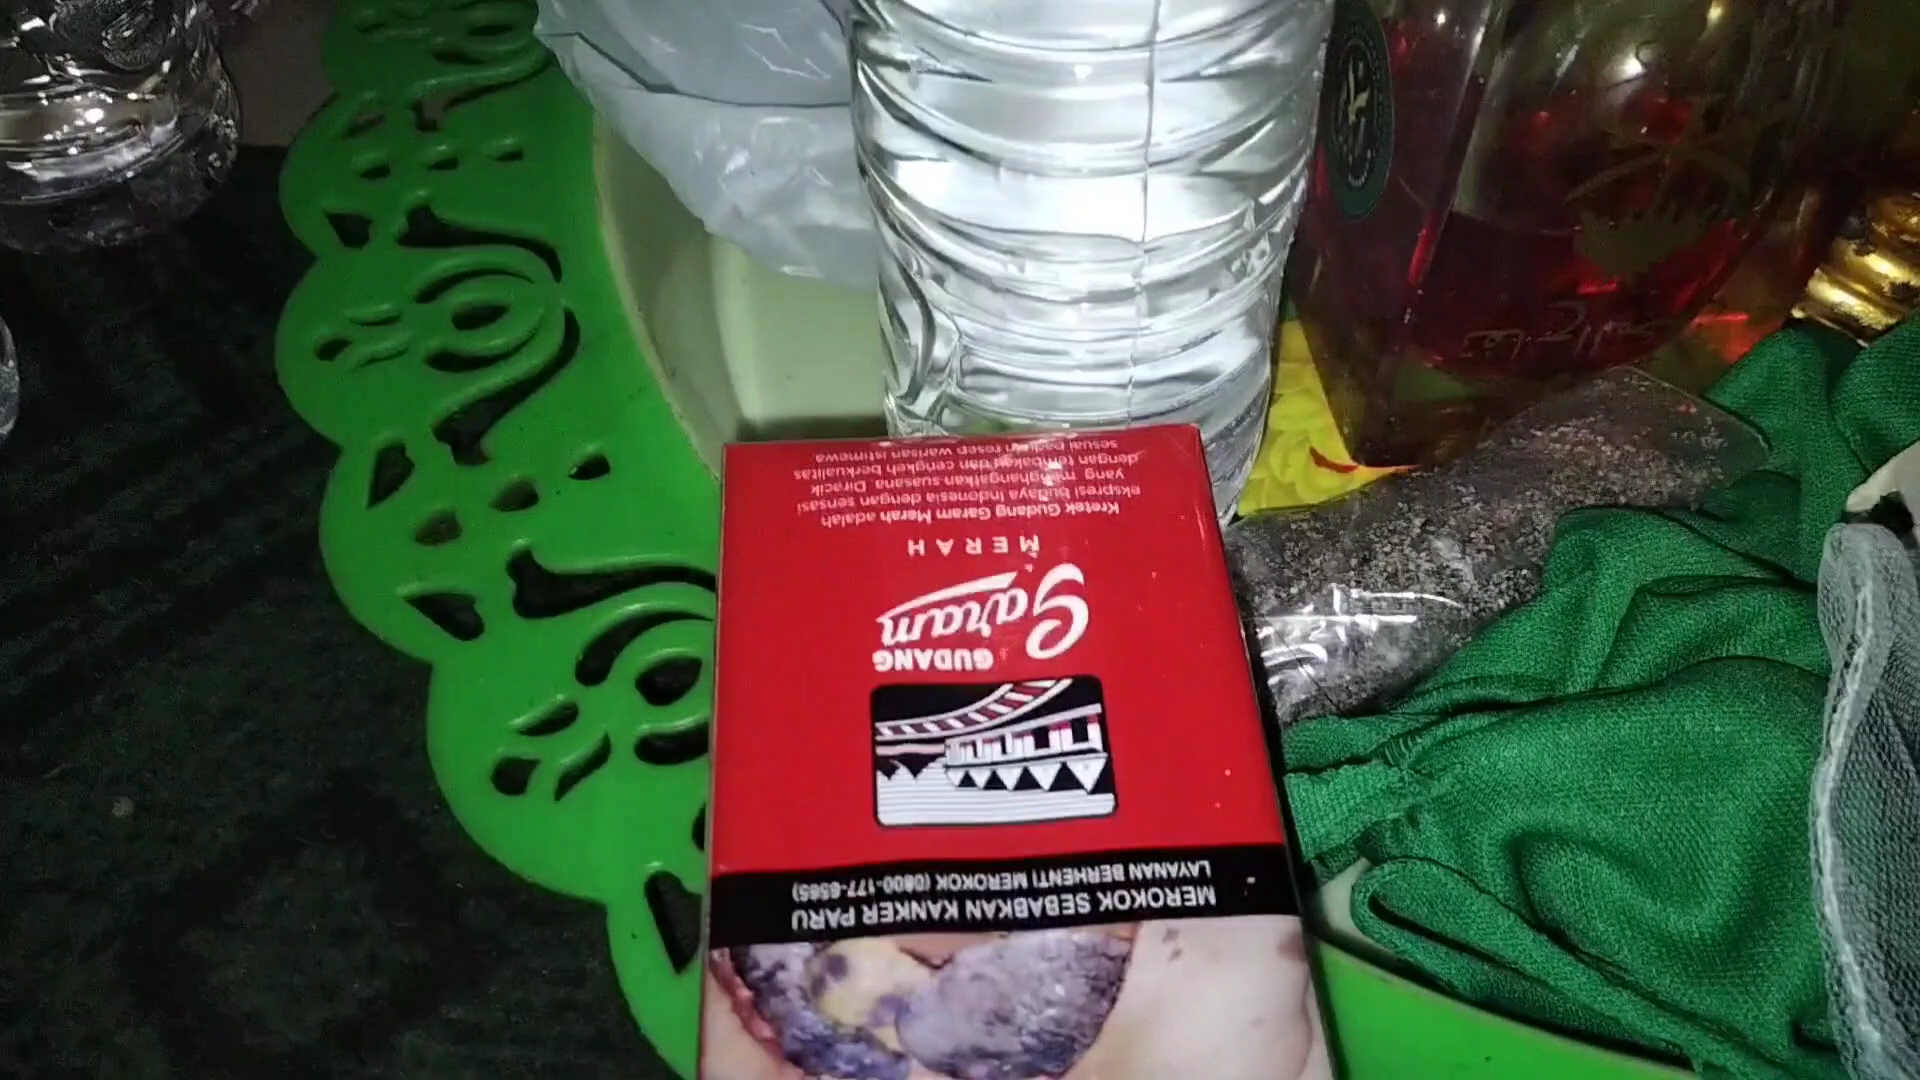 MEROKOK SEBABKAN KANKER PARU
LAYANAN BERHENTI MEROKOK (0800-177-6565)
GUDANG
Garam
MERAH
Kretek Gudang Garam Merah adalah
ekspresi budaya Indonesia dengan sensasi
yang menghangatkan suasana. Diracik
dengan tembakau dan cengkeh berkualitas
sesuai paduan resep warisan istimewa